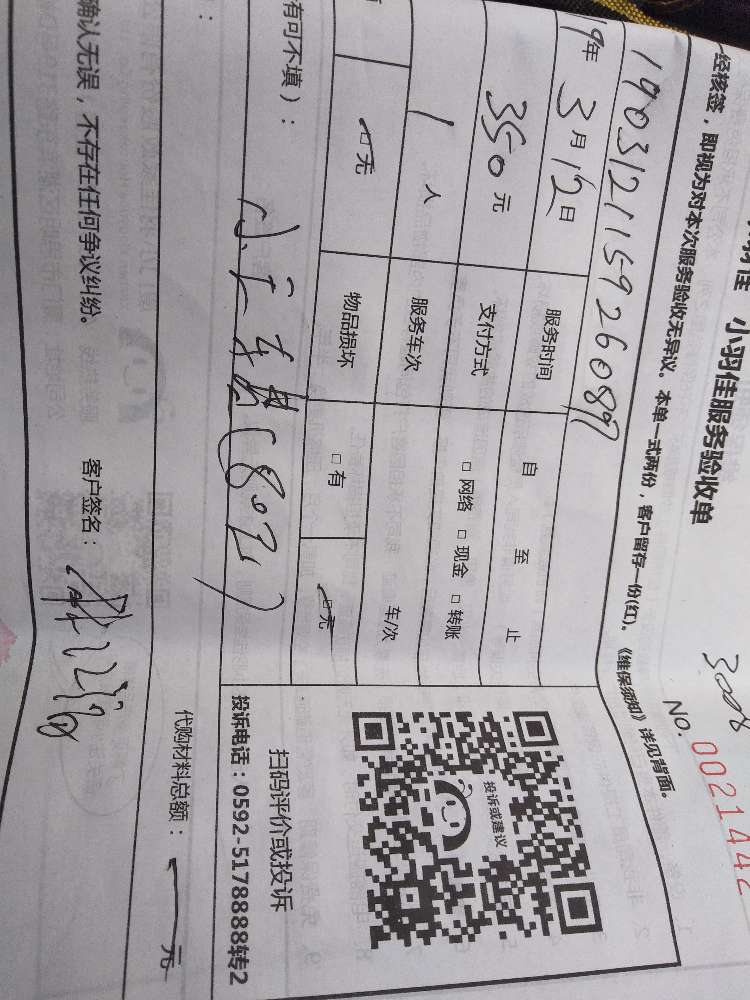 小羽佳服务验收单
3008
NO. 0021442
经核签，即视为对本次服务验收无异议。本单一式两份，客户留存一份(红)。《维保须知》详见背面。
19年 3月12日 服务时间 自 至 止
350元 支付方式 □ 网络 □ 现金 □ 转账
1 人 服务车次 车次
□无 物品损坏 □有 □无
投诉或建议
扫码评价或投诉
投诉电话：0592-5178888转2
有可不填）：
(802)
代购材料总额： 元
确认无误，不存在任何争议纠纷。 客户签名：